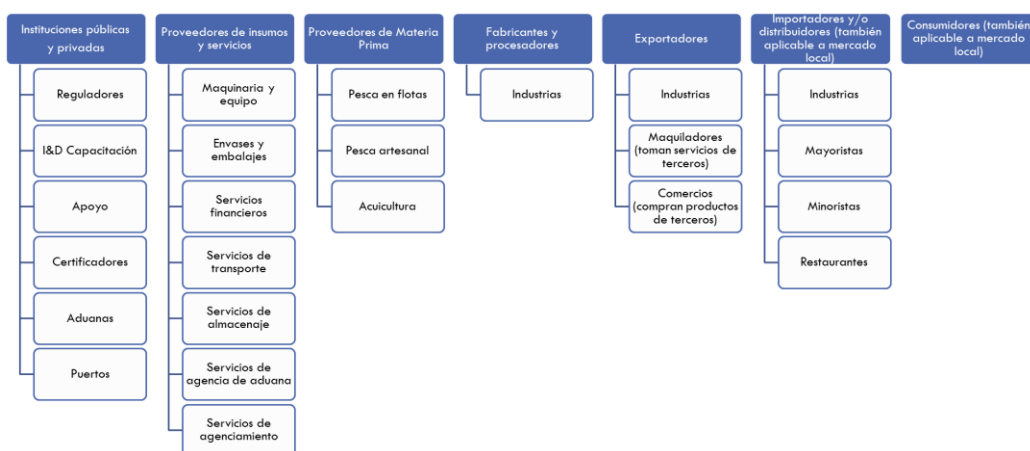 Instituciones públicas
y privadas
Reguladores
I&D Capacitación
Apoyo
Certificadores
Aduanas
Puertos
Proveedores de insumos
y servicios
Maquinaria y
equipo
Envases y
embalajes
Servicios
financieros
Servicios de
transporte
Servicios de
almacenaje
Servicios de
agencia de aduana
Servicios de
agenciamiento
Proveedores de Materia
Prima
Pesca en flotas
Pesca artesanal
Acuicultura
Fabricantes y
procesadores
Industrias
Exportadores
Industrias
Maquiladores
(toman servicios de
terceros)
Comercios
(compran productos
de terceros)
Importadores y/o
distribuidores (también
aplicable a mercado
local)
Industrias
Mayoristas
Minoristas
Restaurantes
Consumidores (también
aplicable a mercado
local)